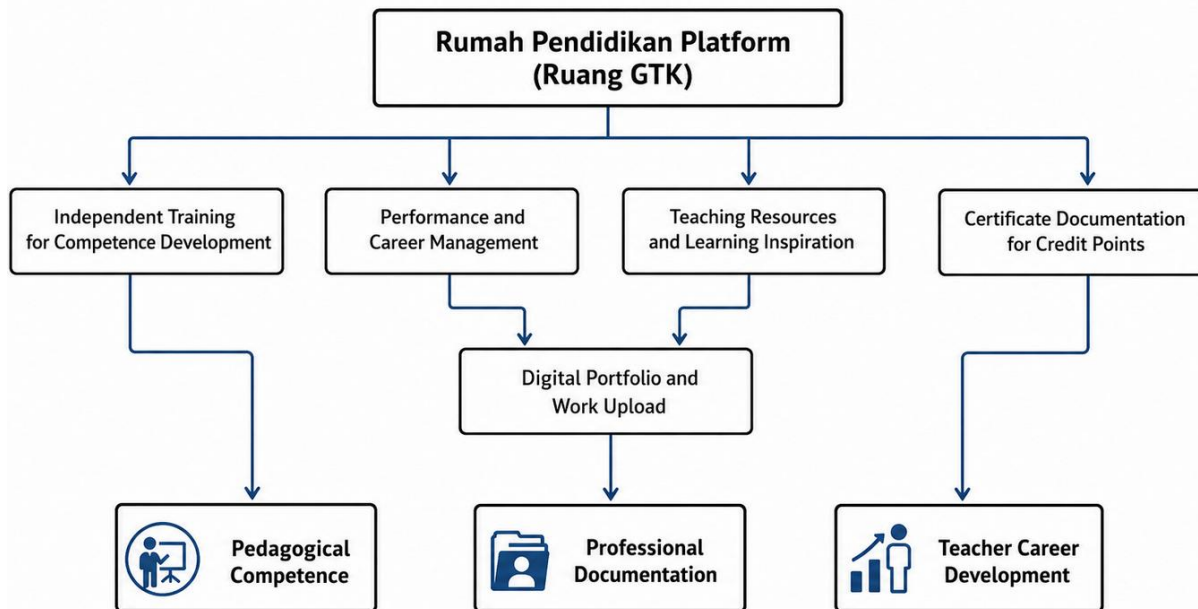 Rumah Pendidikan Platform
(Ruang GTK)
Independent Training
for Competence Development
Performance and
Career Management
Teaching Resources
and Learning Inspiration
Certificate Documentation
for Credit Points
Digital Portfolio and
Work Upload
Pedagogical
Competence
Professional
Documentation
Teacher Career
Development